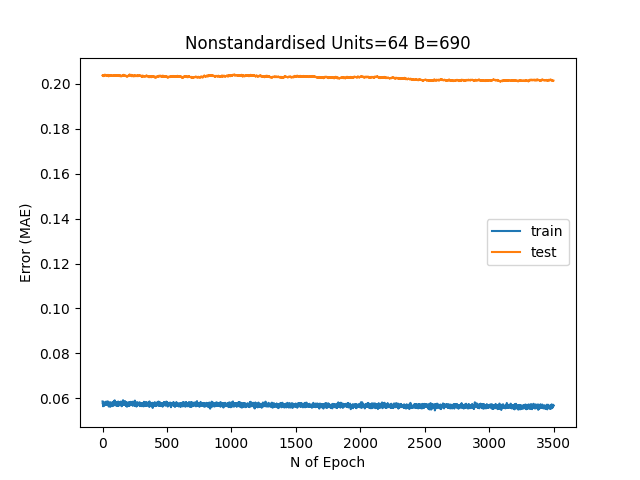 Nonstandardised Units=64 B=690
0.20
0.18
0.16
0.14
0.12
0.10
0.08
0.06
Error (MAE)
train
test
0 500 1000 1500 2000 2500 3000 3500
N of Epoch